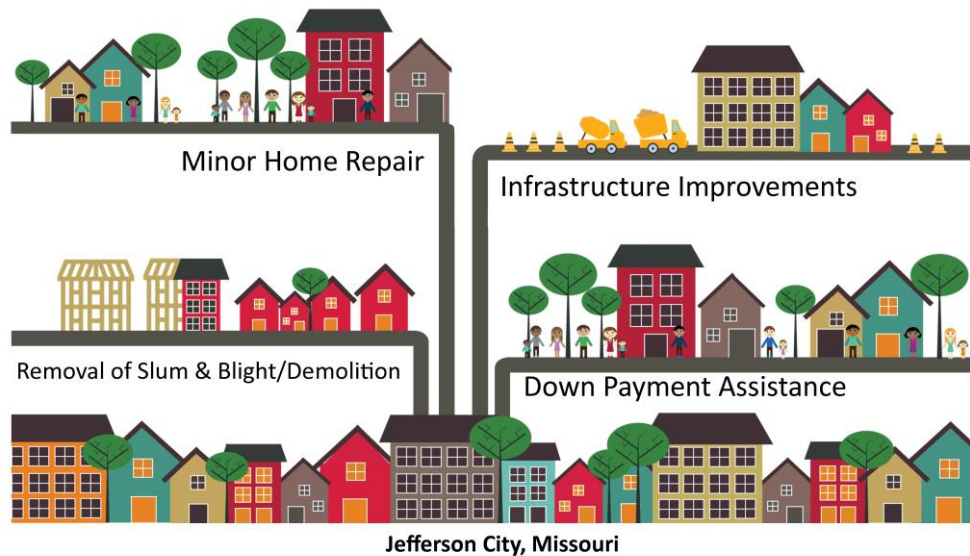 Minor Home Repair
Infrastructure Improvements
Removal of Slum & Blight/Demolition
Down Payment Assistance
Jefferson City, Missouri